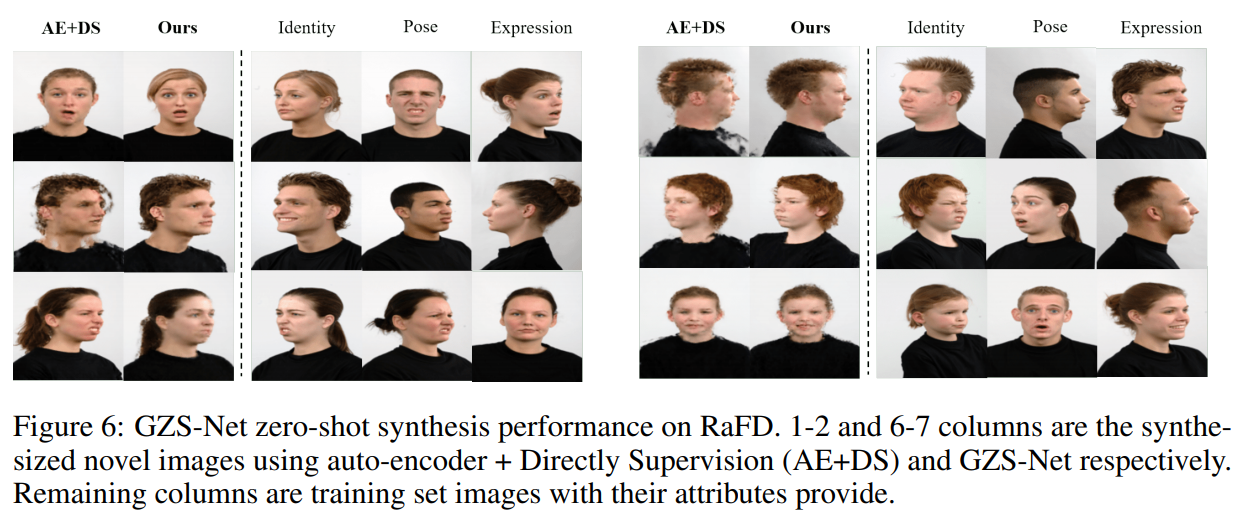 AE+DS Ours Identity Pose Expression AE+DS Ours Identity Pose Expression
Figure 6: GZS-Net zero-shot synthesis performance on RaFD. 1-2 and 6-7 columns are the synthe-
sized novel images using auto-encoder + Directly Supervision (AE+DS) and GZS-Net respectively.
Remaining columns are training set images with their attributes provide.